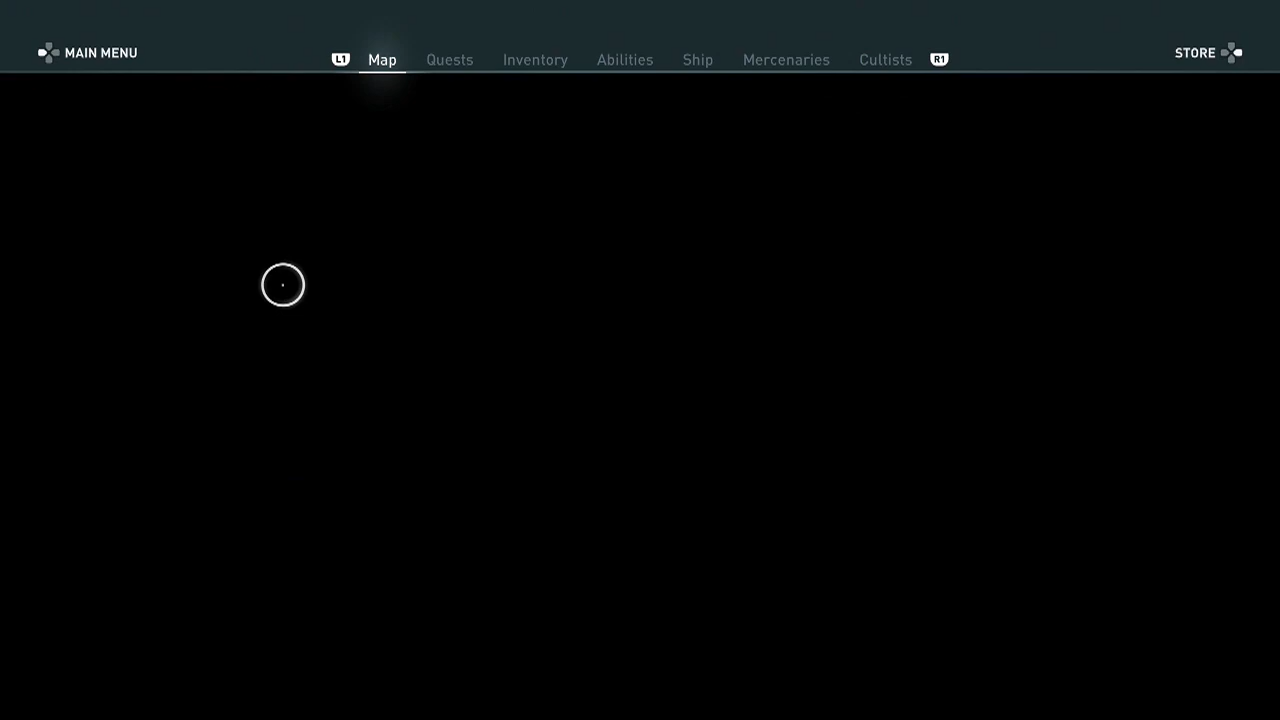 MAIN MENU
L1 Map Quests Inventory Abilities Ship Mercenaries Cultists R1
STORE